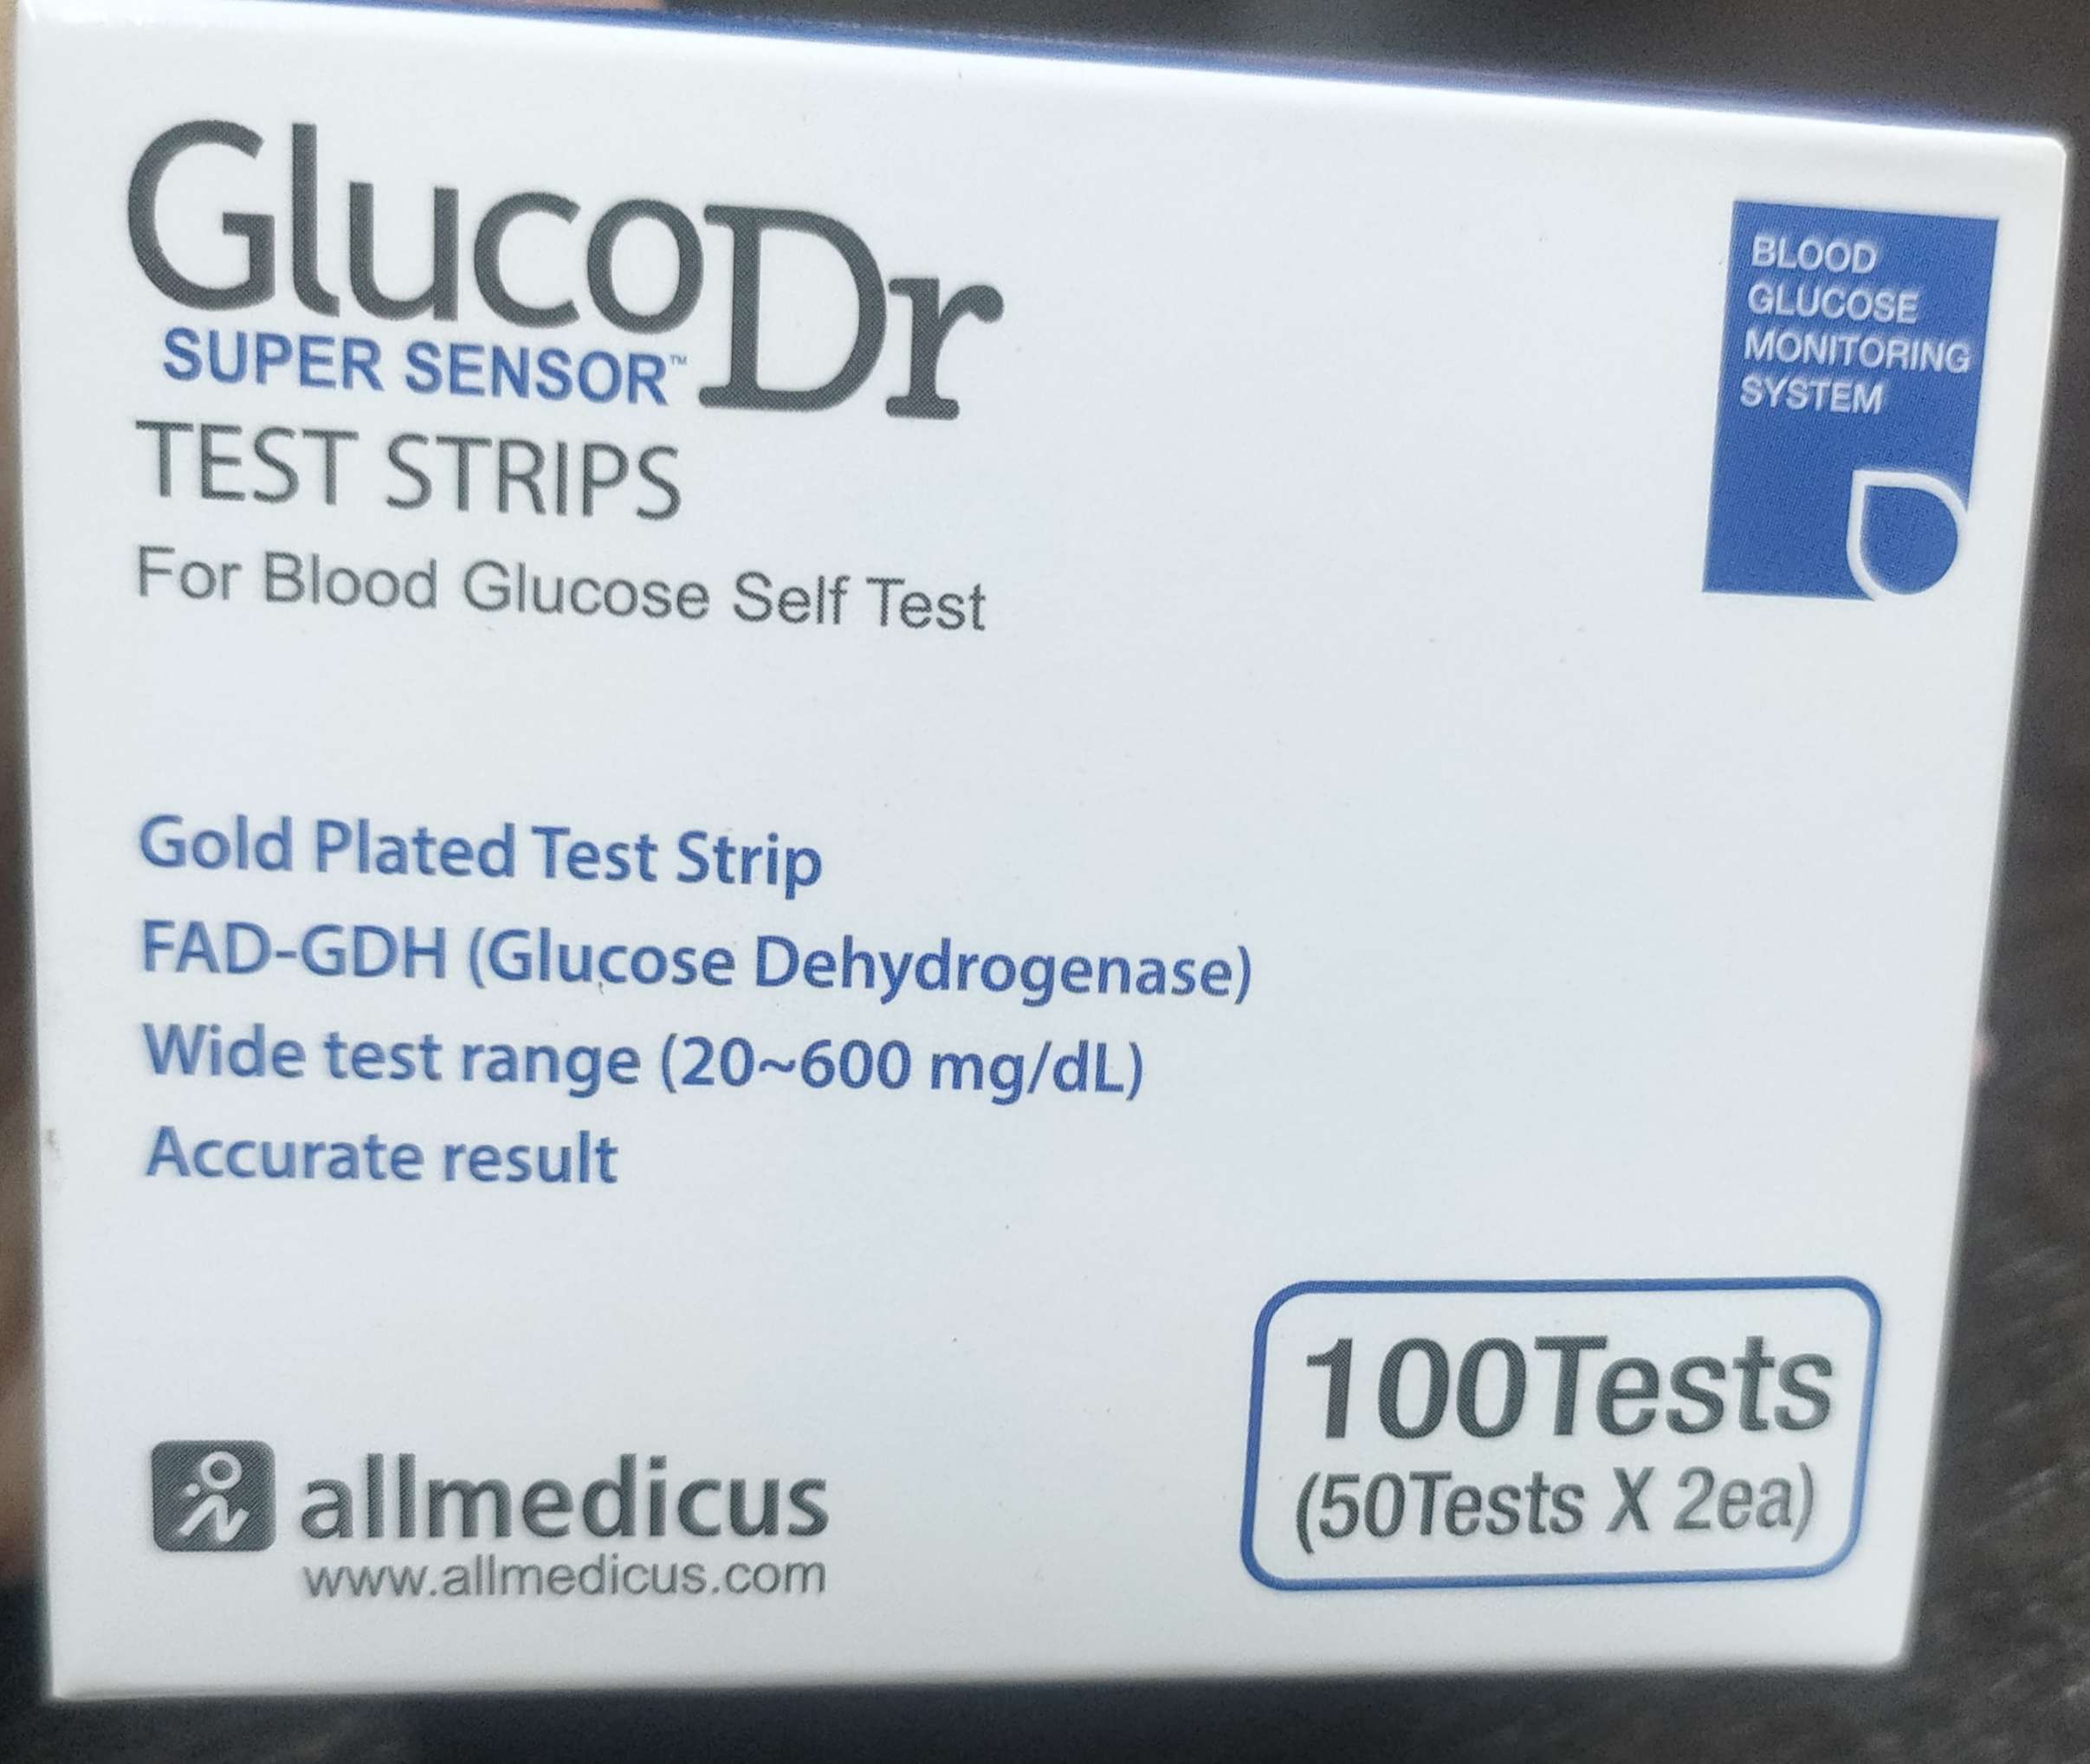 GlucoDr
SUPER SENSOR™
TEST STRIPS
For Blood Glucose Self Test
BLOOD
GLUCOSE
MONITORING
SYSTEM
Gold Plated Test Strip
FAD-GDH (Glucose Dehydrogenase)
Wide test range (20~600 mg/dL)
Accurate result
allmedicus
www.allmedicus.com
100Tests
(50Tests X 2ea)